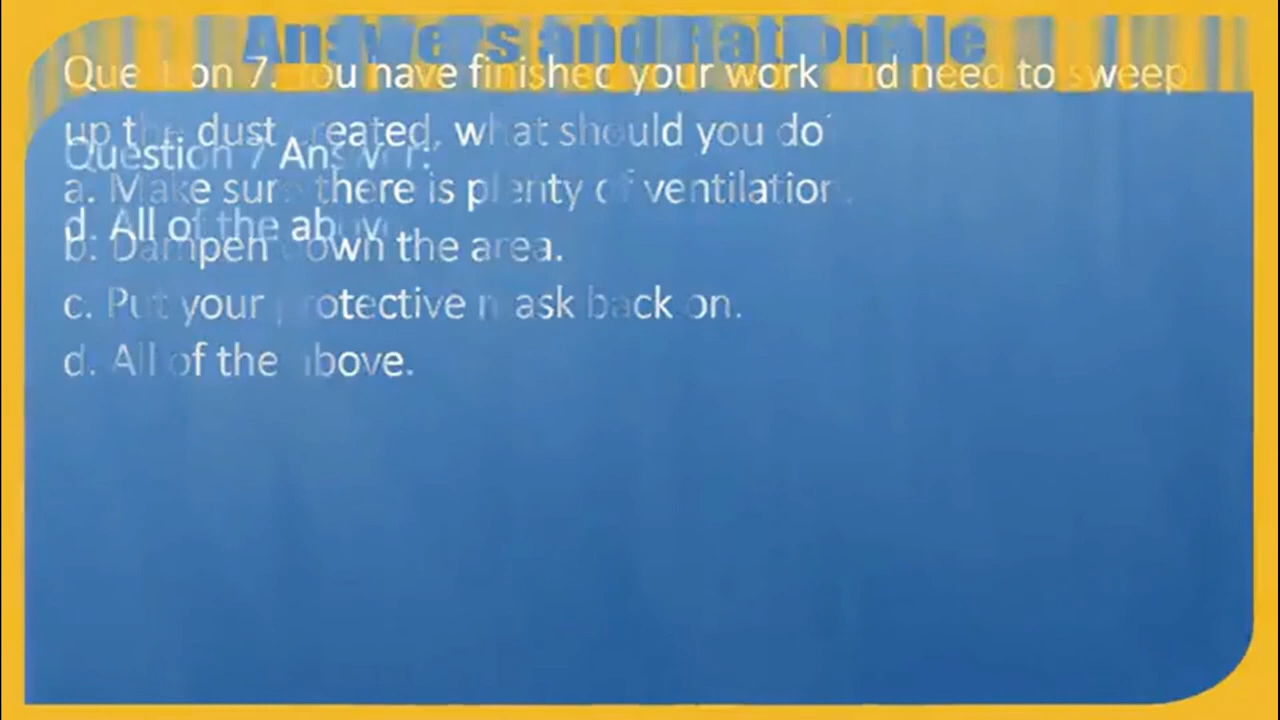 Answers and Rationale
Question 7. You have finished your work and need to sweep
up the dust created, what should you do?
Question 7 Answer:
a. Make sure there is plenty of ventilation.
d. All of the above
b. Dampen down the area.
c. Put your protective mask back on.
d. All of the above.